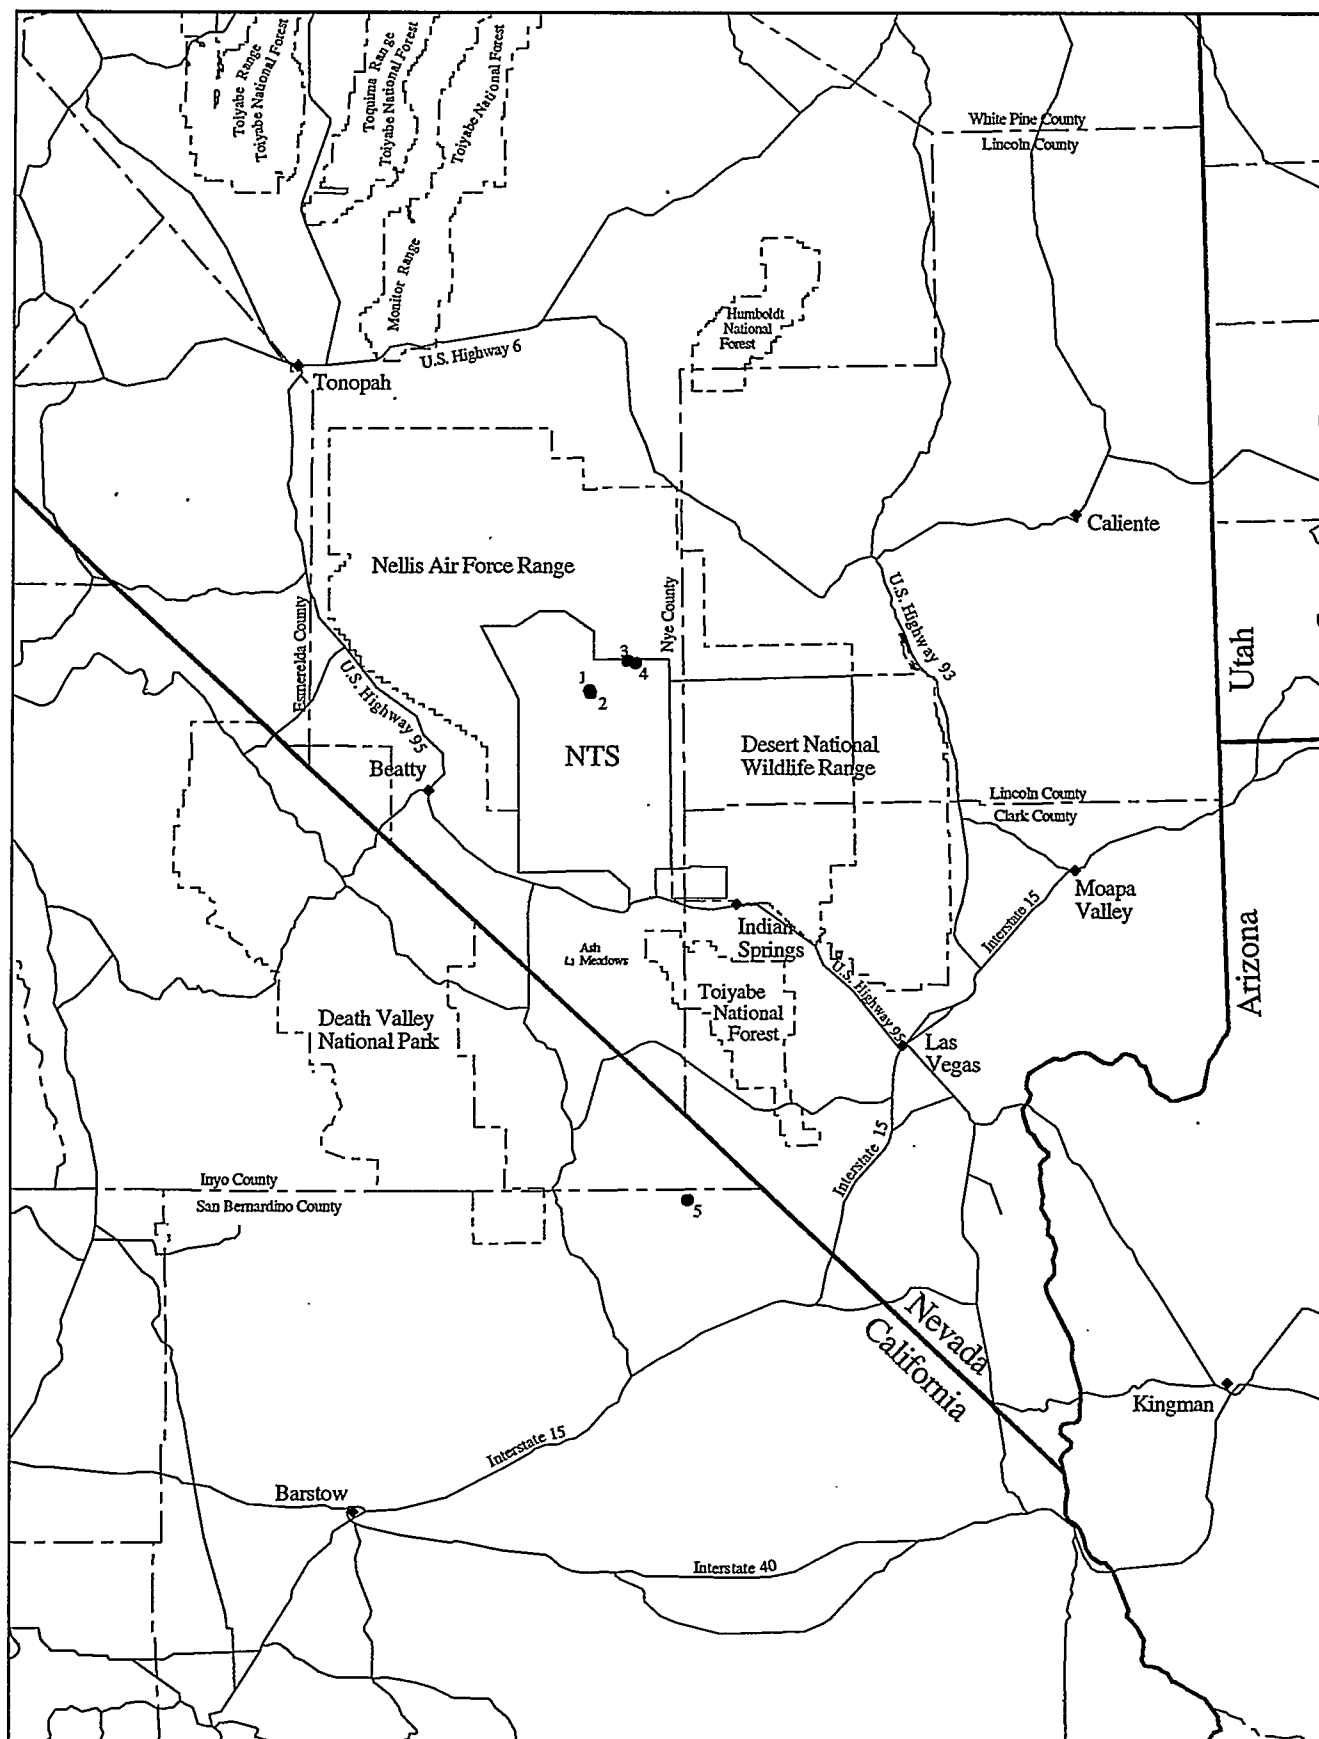 Toiyabe Range
Toiyabe National Forest
Toquima Range
Toiyabe National Forest
Toiyabe National Forest
Monitor Range
White Pine County
Lincoln County
Humboldt
National
Forest
U.S. Highway 6
Tonopah
Caliente
Nellis Air Force Range
Nye County
U.S. Highway 93
Esmerelda County
Utah
3
4
1
2
U.S. Highway 95
NTS
Desert National
Wildlife Range
Beatty
Lincoln County
Clark County
Moapa
Valley
Interstate 15
Arizona
Indian
Springs
Ash
Meadows
U.S. Highway 95
Toiyabe
National
Forest
Death Valley
National Park
Las
Vegas
Interstate 15
Inyo County
San Bernardino County
5
Nevada
California
Kingman
Interstate 15
Barstow
Interstate 40